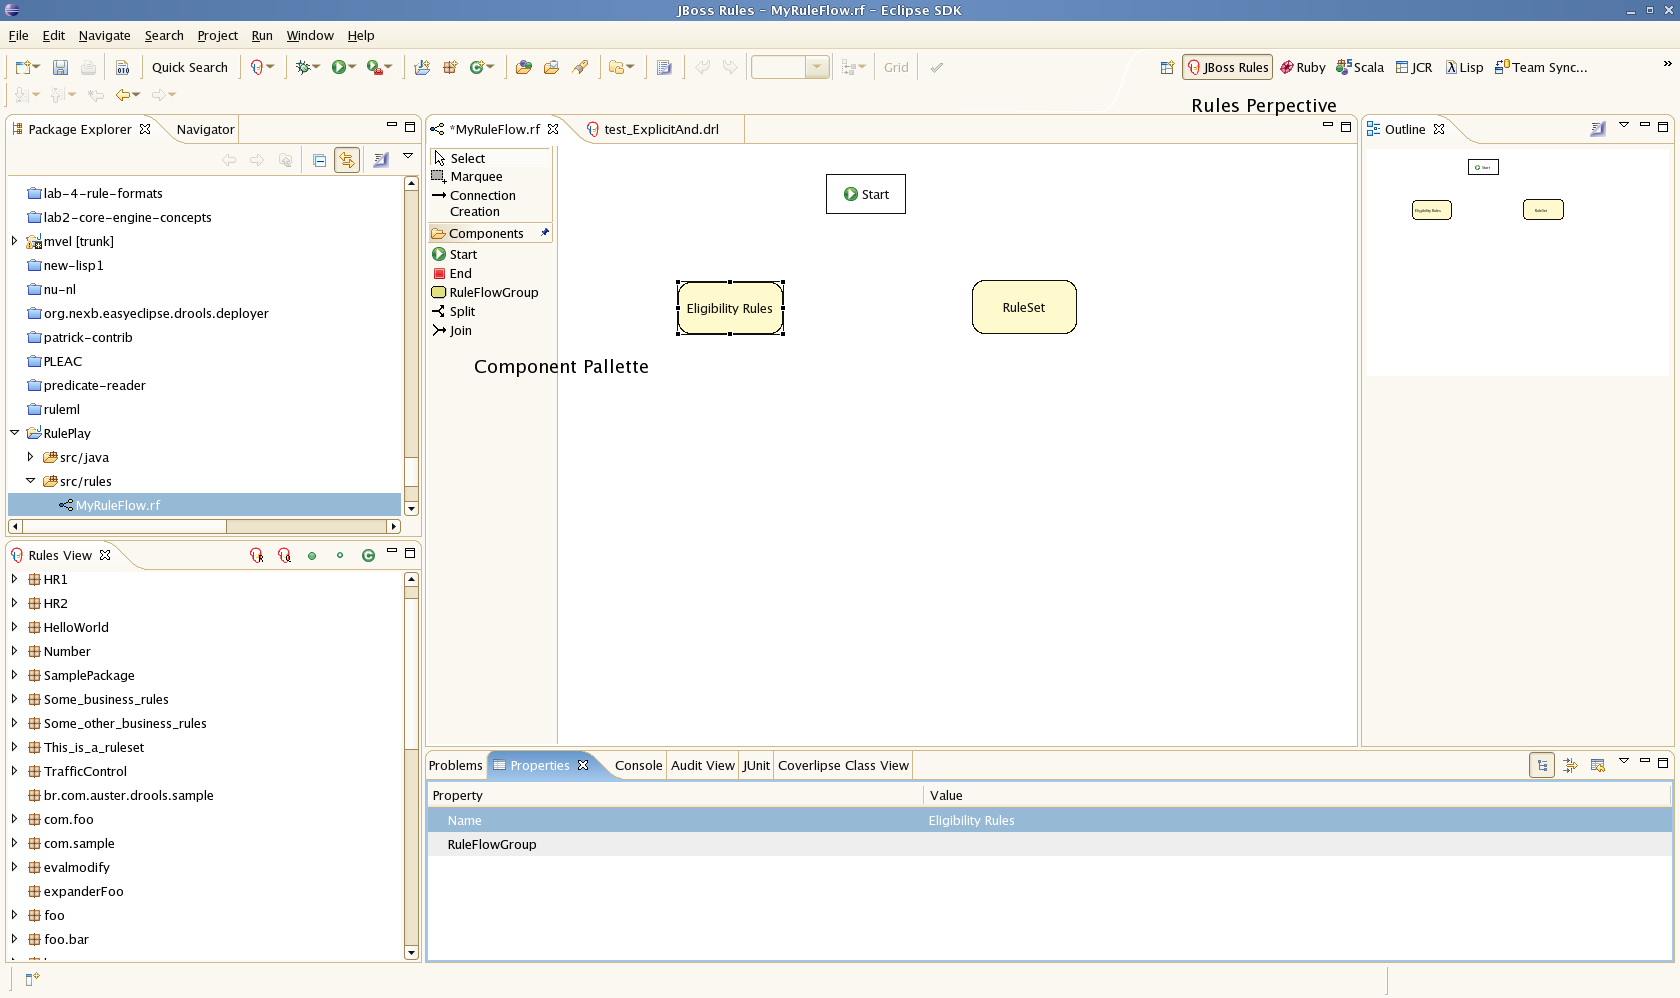 JBoss Rules - MyRuleFlow.rf - Eclipse SDK
File Edit Navigate Search Project Run Window Help
Quick Search
Grid
JBoss Rules Ruby Scala JCR Lisp Team Sync... »
Rules Perpective
Package Explorer Navigator
lab-4-rule-formats
lab2-core-engine-concepts
mvel [trunk]
new-lisp1
nu-nl
org.nexb.easyeclipse.drools.deployer
patrick-contrib
PLEAC
predicate-reader
ruleml
RulePlay
src/java
src/rules
MyRuleFlow.rf
Rules View
HR1
HR2
HelloWorld
Number
SamplePackage
Some_business_rules
Some_other_business_rules
This_is_a_ruleset
TrafficControl
br.com.auster.drools.sample
com.foo
com.sample
evalmodify
expanderFoo
foo
foo.bar
*MyRuleFlow.rf test_ExplicitAnd.drl
Select
Marquee
Connection
Creation
Components
Start
End
RuleFlowGroup
Split
Join
Component Pallette
Start
Eligibility Rules
RuleSet
Outline
Start
Eligibility Rules
RuleSet
Problems Properties Console Audit View JUnit Coverlipse Class View
Property Value
Name Eligibility Rules
RuleFlowGroup